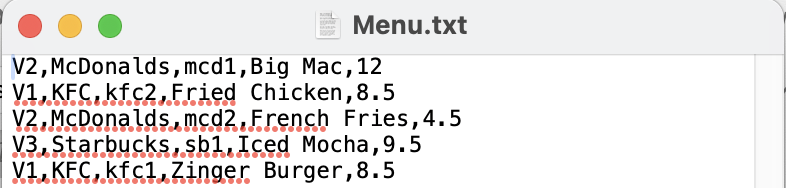 Menu.txt
V2,McDonalds,mcd1,Big Mac,12
V1,KFC,kfc2,Fried Chicken,8.5
V2,McDonalds,mcd2,French Fries,4.5
V3,Starbucks,sb1,Iced Mocha,9.5
V1,KFC,kfc1,Zinger Burger,8.5